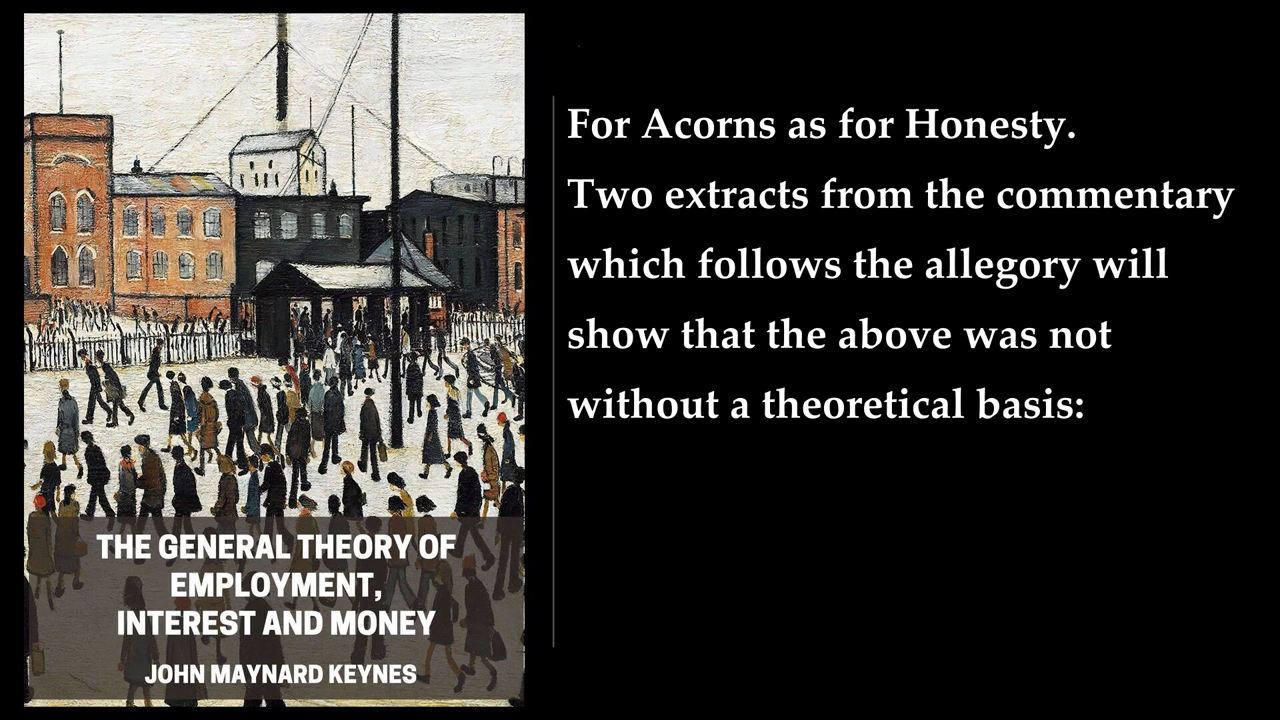 For Acorns as for Honesty.
Two extracts from the commentary
which follows the allegory will
show that the above was not
without a theoretical basis:
THE GENERAL THEORY OF
EMPLOYMENT,
INTEREST AND MONEY
JOHN MAYNARD KEYNES